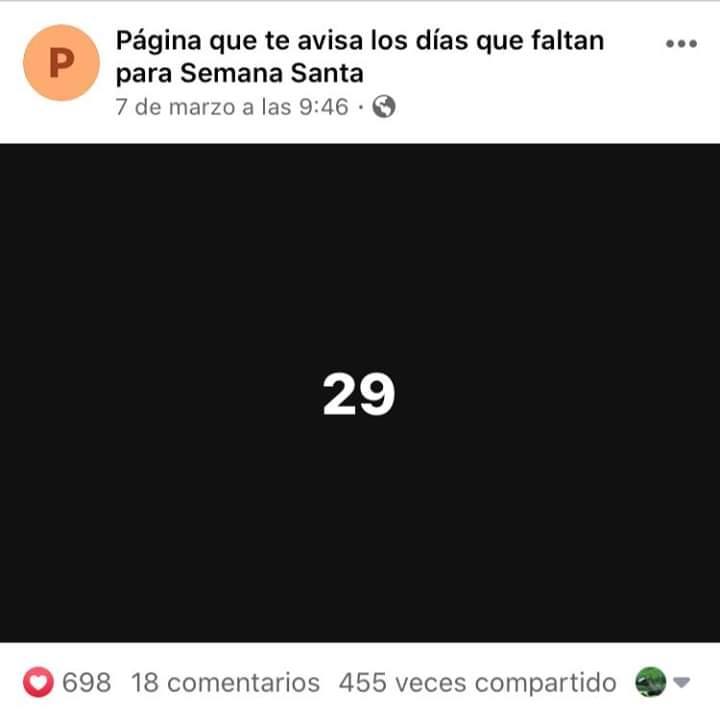 P
Página que te avisa los días que faltan
para Semana Santa
7 de marzo a las 9:46 ·
29
698 18 comentarios 455 veces compartido